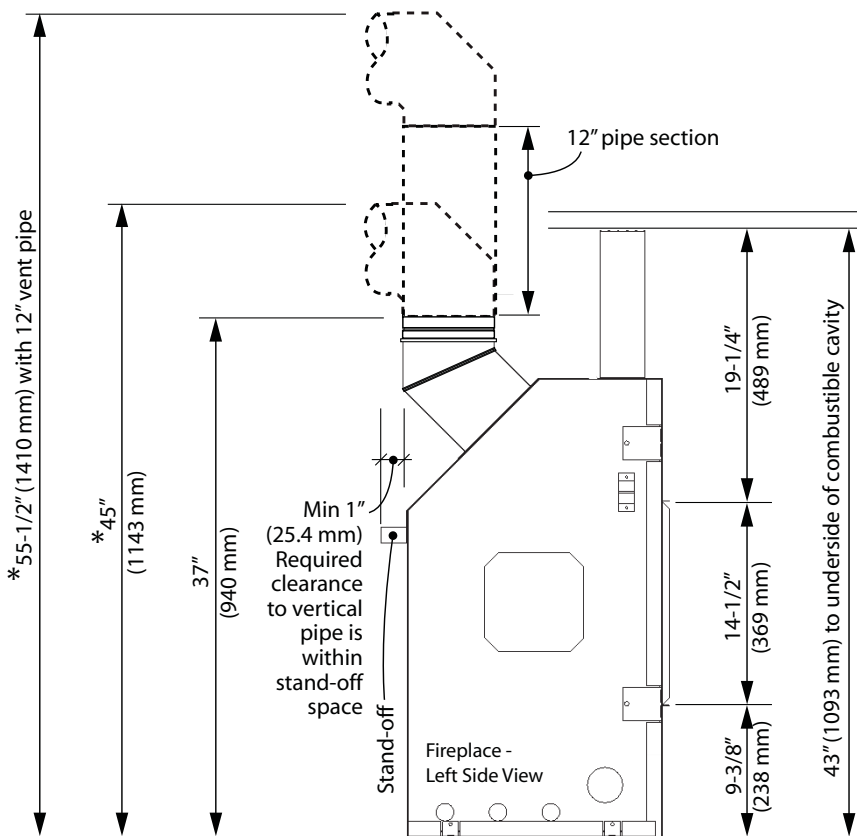 12” pipe section
*55-1/2” (1410 mm) with 12” vent pipe
*45”
(1143 mm)
37”
(940 mm)
Min 1”
(25.4 mm)
Required
clearance
to vertical
pipe is
within
stand-off
space
Stand-off
Fireplace -
Left Side View
19-1/4”
(489 mm)
14-1/2”
(369 mm)
9-3/8”
(238 mm)
43” (1093 mm) to underside of combustible cavity